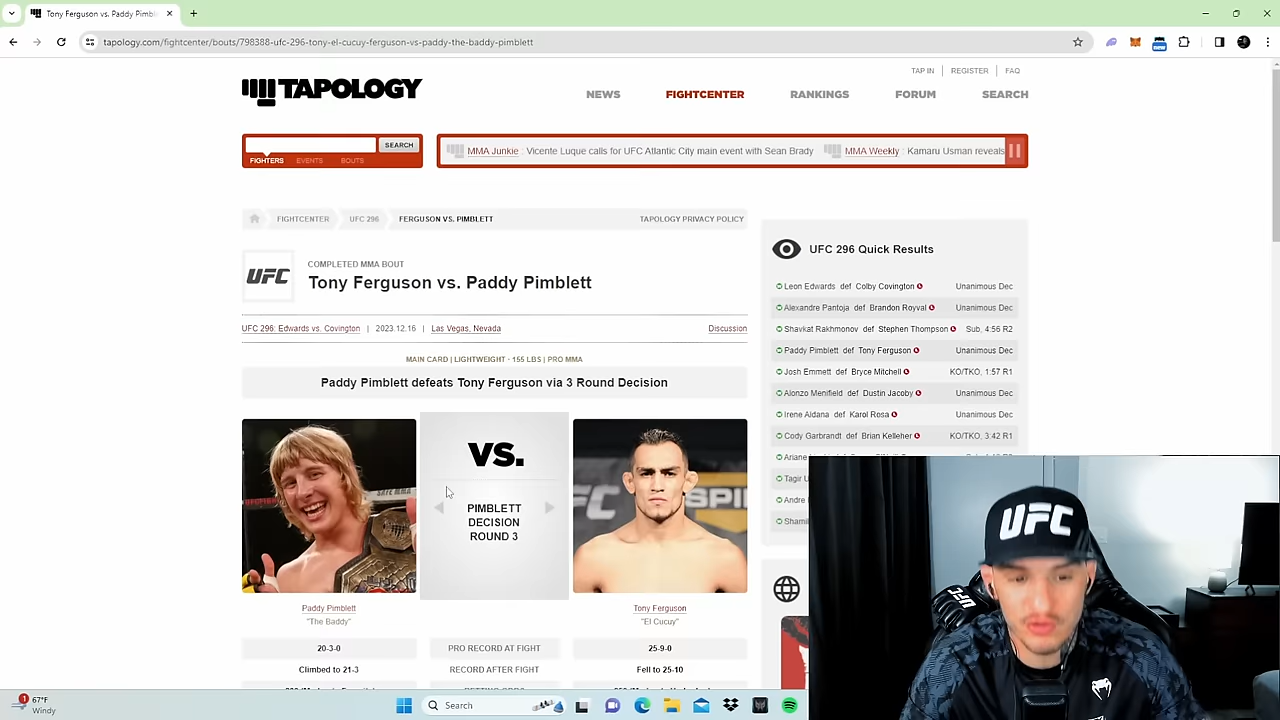 Tony Ferguson vs. Paddy Pimble
tapology.com/fightcenter/bouts/798388-ufc-296-tony-el-cucuy-ferguson-vs-paddy-the-baddy-pimblett
new
TAP IN REGISTER FAQ
TAPOLOGY
NEWS FIGHTCENTER RANKINGS FORUM SEARCH
SEARCH
FIGHTERS EVENTS BOUTS
MMA Junkie : Vicente Luque calls for UFC Atlantic City main event with Sean Brady MMA Weekly : Kamaru Usman reveals
FIGHTCENTER UFC 296 FERGUSON VS. PIMBLETT TAPOLOGY PRIVACY POLICY
UFC
COMPLETED MMA BOUT
Tony Ferguson vs. Paddy Pimblett
UFC 296: Edwards vs. Covington | 2023.12.16 | Las Vegas, Nevada Discussion
MAIN CARD | LIGHTWEIGHT · 155 LBS | PRO MMA
Paddy Pimblett defeats Tony Ferguson via 3 Round Decision
VS.
PIMBLETT
DECISION
ROUND 3
Paddy Pimblett
"The Baddy"
Tony Ferguson
"El Cucuy"
20-3-0 PRO RECORD AT FIGHT 25-9-0
Climbed to 21-3 RECORD AFTER FIGHT Fell to 25-10
UFC 296 Quick Results
Leon Edwards def Colby Covington Unanimous Dec
Alexandre Pantoja def Brandon Royval Unanimous Dec
Shavkat Rakhmonov def Stephen Thompson Sub, 4:56 R2
Paddy Pimblett def Tony Ferguson Unanimous Dec
Josh Emmett def Bryce Mitchell KO/TKO, 1:57 R1
Alonzo Menifield def Dustin Jacoby Unanimous Dec
Irene Aldana def Karol Rosa Unanimous Dec
Cody Garbrandt def Brian Kelleher KO/TKO, 3:42 R1
Ariane
Tagir
Andre
Shamil
UFC
UFC
1
67°F
Windy
Search